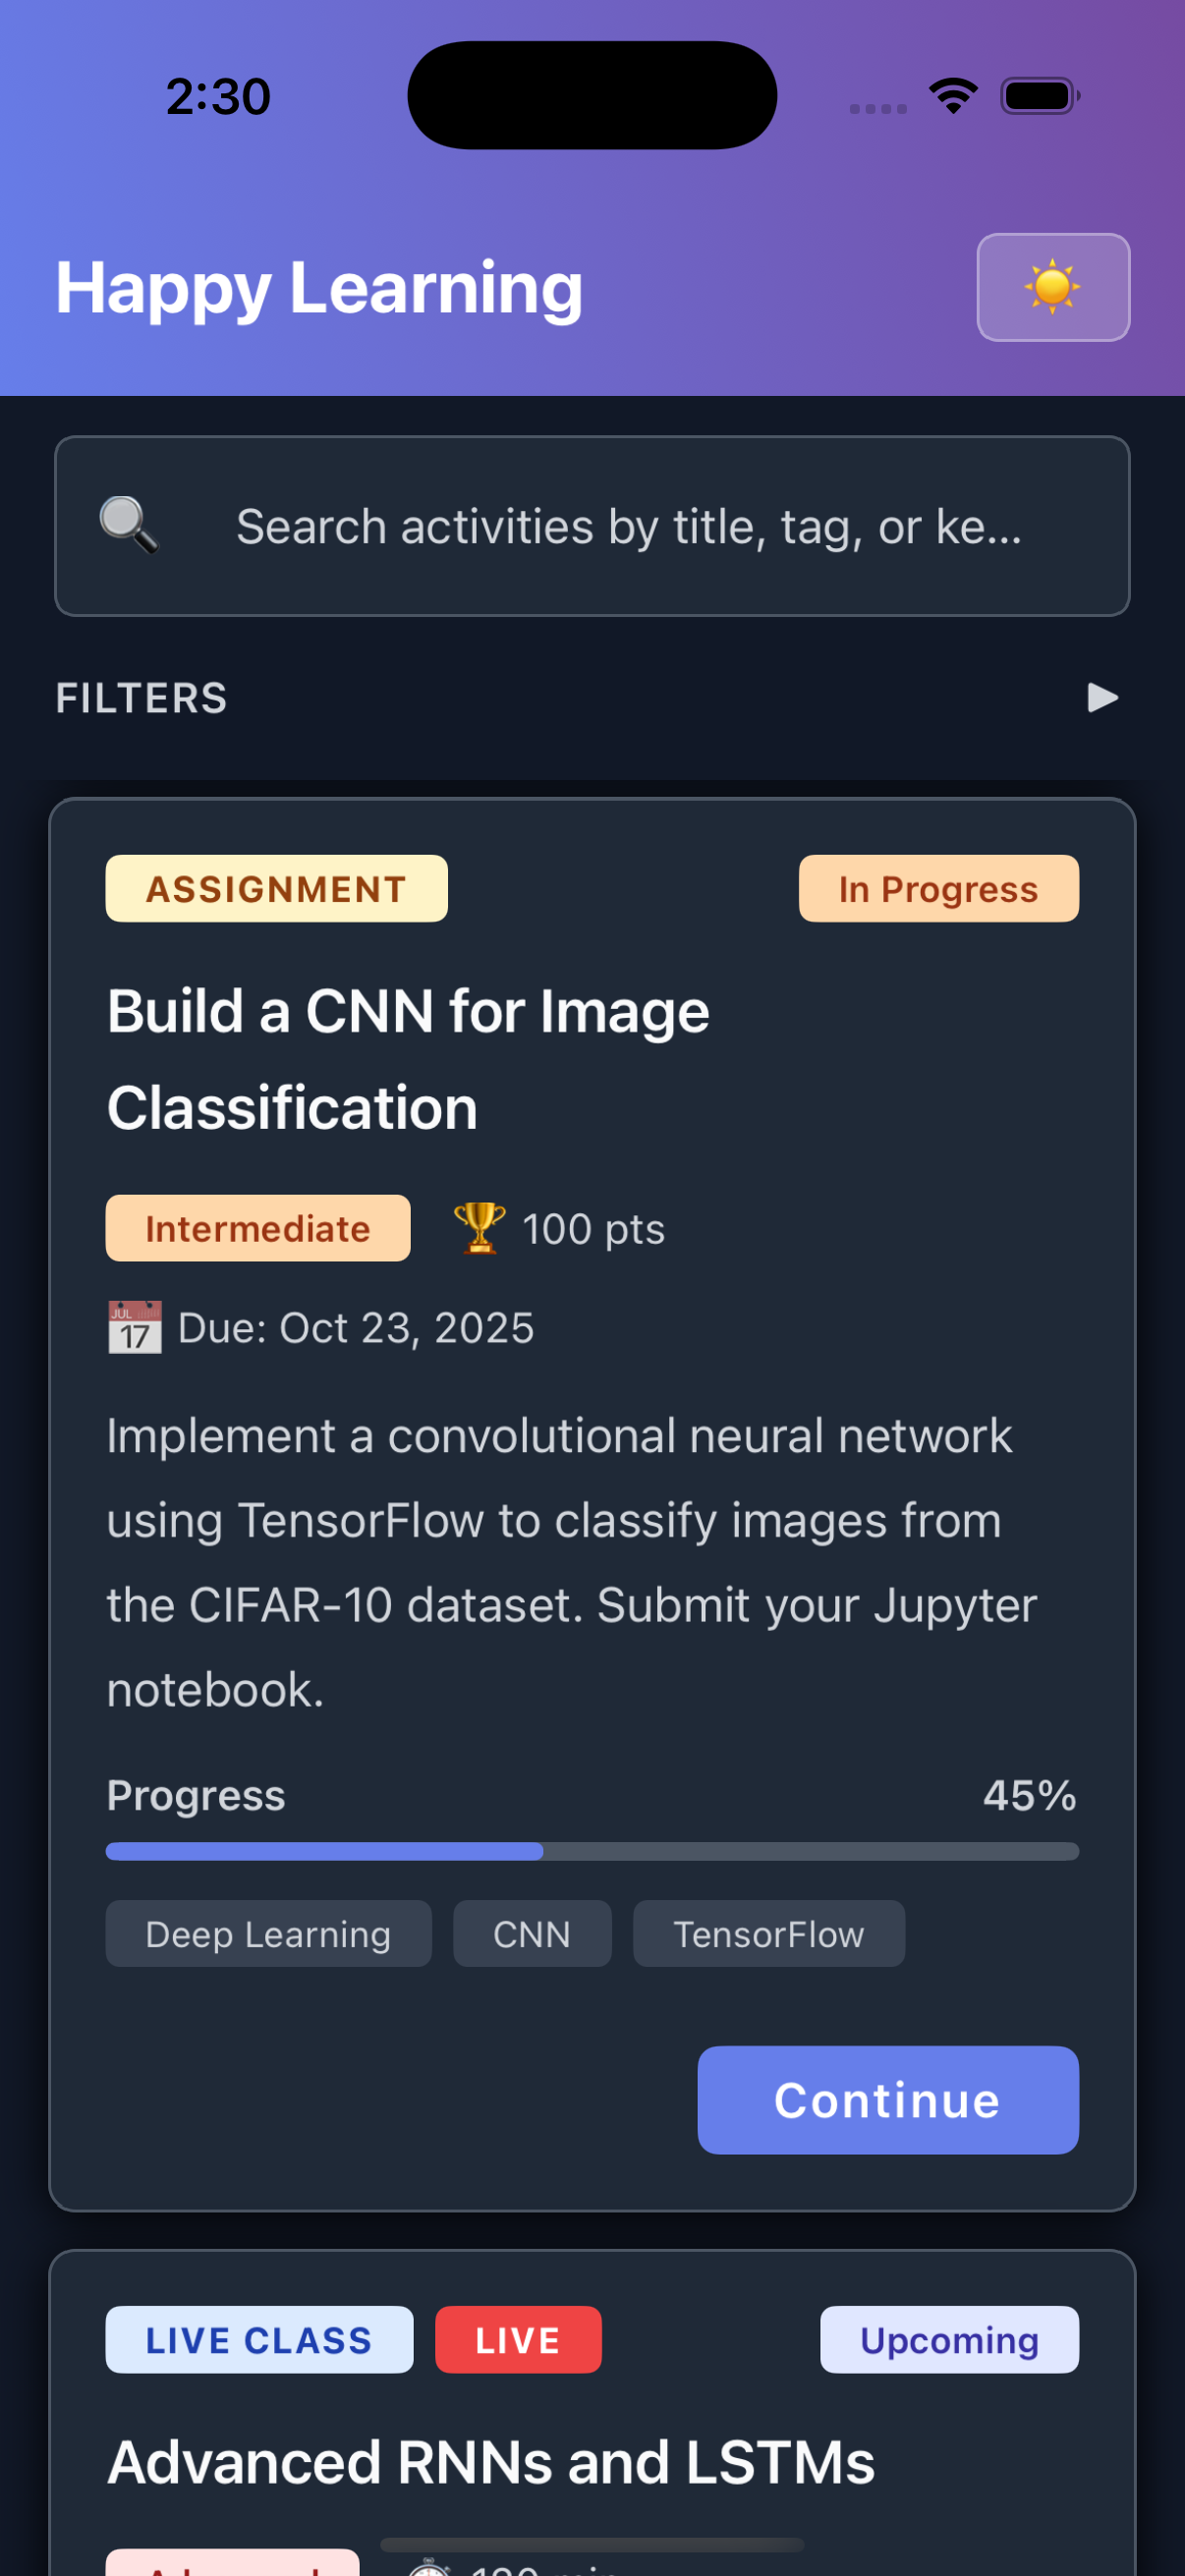 2:30
Happy Learning
Search activities by title, tag, or ke...
FILTERS
ASSIGNMENT
In Progress
Build a CNN for Image
Classification
Intermediate
100 pts
JUL
17
Due: Oct 23, 2025
Implement a convolutional neural network
using TensorFlow to classify images from
the CIFAR-10 dataset. Submit your Jupyter
notebook.
Progress
45%
Deep Learning
CNN
TensorFlow
Continue
LIVE CLASS
LIVE
Upcoming
Advanced RNNs and LSTMs